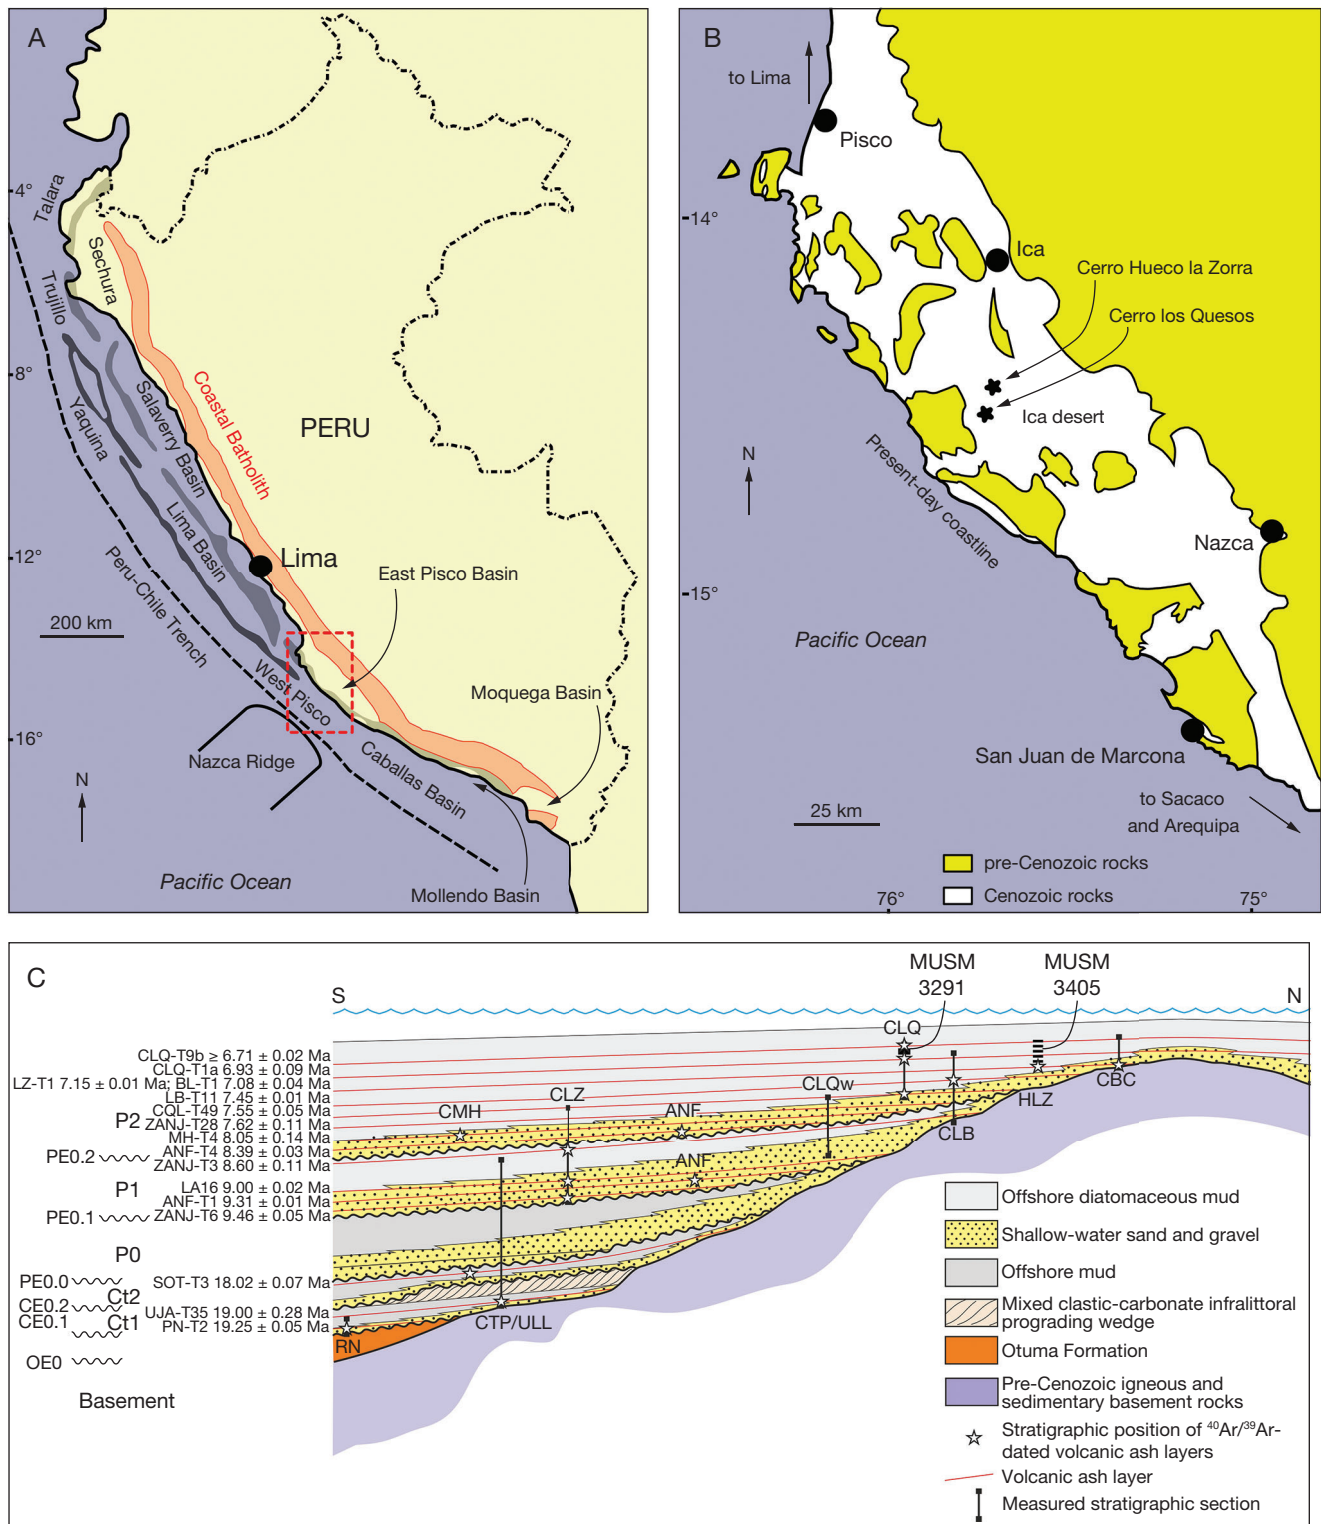 A
4°
8°
12°
16°
Talara
Sechura
Trujillo
Yaquina
Salaverry Basin
Coastal Batholith
PERU
Lima Basin
Lima
Peru-Chile Trench
East Pisco Basin
200 km
West Pisco
Moquega Basin
Nazca Ridge
Caballas Basin
N
Pacific Ocean
Mollendo Basin
B
to Lima
Pisco
14°
Ica
Cerro Hueco la Zorra
Cerro los Quesos
Ica desert
N
Present-day coastline
Nazca
15°
Pacific Ocean
San Juan de Marcona
to Sacaco
and Arequipa
25 km
pre-Cenozoic rocks
Cenozoic rocks
76°
75°
C
S
N
MUSM
3291
MUSM
3405
CLQ
CLQ-T9b ≥ 6.71 ± 0.02 Ma
CLQ-T1a 6.93 ± 0.09 Ma
LZ-T1 7.15 ± 0.01 Ma; BL-T1 7.08 ± 0.04 Ma
LB-T11 7.45 ± 0.01 Ma
CQL-T49 7.55 ± 0.05 Ma
P2
ZANJ-T28 7.62 ± 0.11 Ma
MH-T4 8.05 ± 0.14 Ma
ANF-T4 8.39 ± 0.03 Ma
PE0.2
ZANJ-T3 8.60 ± 0.11 Ma
P1
LA16 9.00 ± 0.02 Ma
ANF-T1 9.31 ± 0.01 Ma
PE0.1
ZANJ-T6 9.46 ± 0.05 Ma
P0
PE0.0
SOT-T3 18.02 ± 0.07 Ma
Ct2
CE0.2
UJA-T35 19.00 ± 0.28 Ma
CE0.1
Ct1
PN-T2 19.25 ± 0.05 Ma
OE0
Basement
CMH
CLZ
ANF
ANF
CLQw
CLB
HLZ
CBC
CTP/ULL
RN
Offshore diatomaceous mud
Shallow-water sand and gravel
Offshore mud
Mixed clastic-carbonate infralittoral
prograding wedge
Otuma Formation
Pre-Cenozoic igneous and
sedimentary basement rocks
Stratigraphic position of ⁴⁰Ar/³⁹Ar-
dated volcanic ash layers
Volcanic ash layer
Measured stratigraphic section